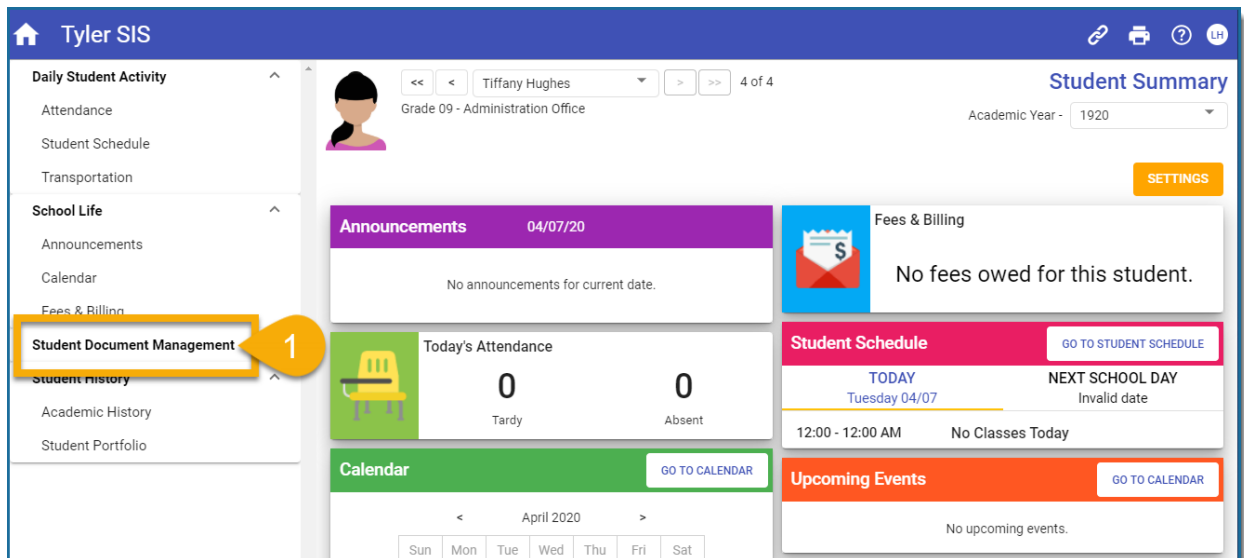 Tyler SIS
LH
Daily Student Activity
Attendance
Student Schedule
Transportation
School Life
Announcements
Calendar
Fees & Billing
Student Document Management
1
Student History
Academic History
Student Portfolio
<< < Tiffany Hughes > >> 4 of 4
Grade 09 - Administration Office
Student Summary
Academic Year - 1920
SETTINGS
Announcements 04/07/20
No announcements for current date.
$
Fees & Billing
No fees owed for this student.
Today's Attendance
0 0
Tardy Absent
Student Schedule GO TO STUDENT SCHEDULE
TODAY NEXT SCHOOL DAY
Tuesday 04/07 Invalid date
12:00 - 12:00 AM No Classes Today
Calendar GO TO CALENDAR
< April 2020 >
Sun Mon Tue Wed Thu Fri Sat
Upcoming Events GO TO CALENDAR
No upcoming events.